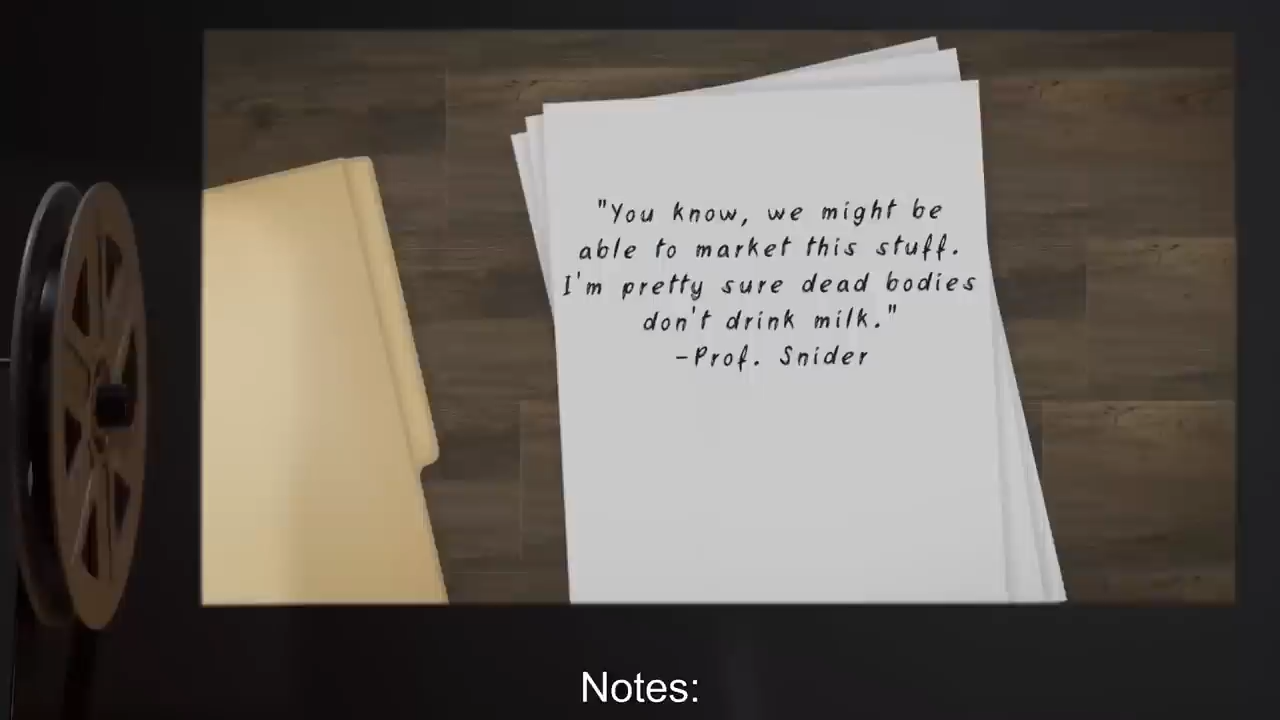 "You know, we might be
able to market this stuff.
I'm pretty sure dead bodies
don't drink milk."
-Prof. Snider
Notes: